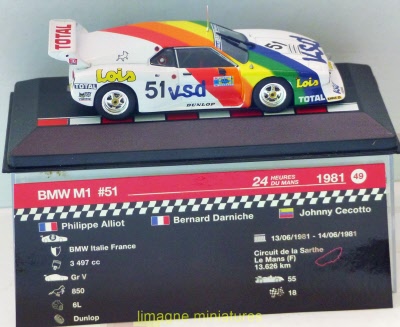 TOTAL
Lois
51
vsd
DUNLOP
51
vsd
Lois
TOTAL
BMW M1 #51
24 HEURES
DU MANS
1981
49
Philippe Alliot
Bernard Darniche
Johnny Cecotto
BMW Italie France
3 497 cc
Gr V
850
6L
Dunlop
13/06/1981 - 14/06/1981
Circuit de la Sarthe
Le Mans (F)
13.626 km
55
18
limagne miniatures